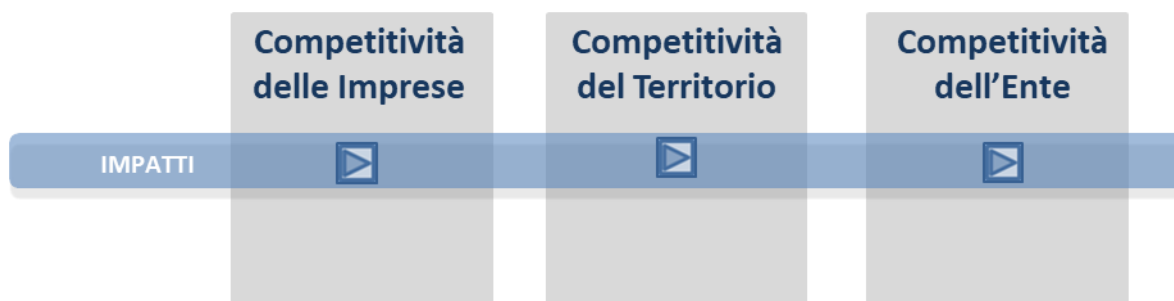 Competitività
delle Imprese
Competitività
del Territorio
Competitività
dell’Ente
IMPATTI